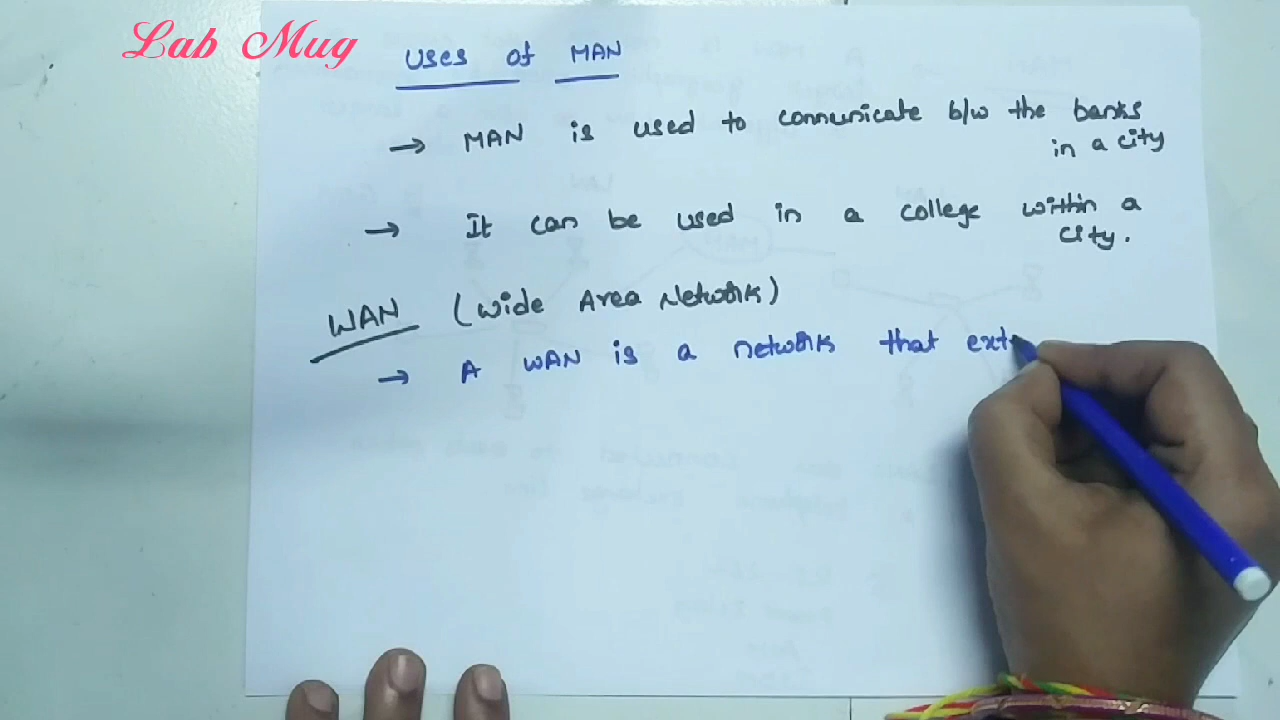 Lab Mug
Uses of MAN
→ MAN is used to communicate b/w the banks
in a city
→ It can be used in a college within a
city.
WAN (Wide Area Network)
→ A WAN is a network that ext